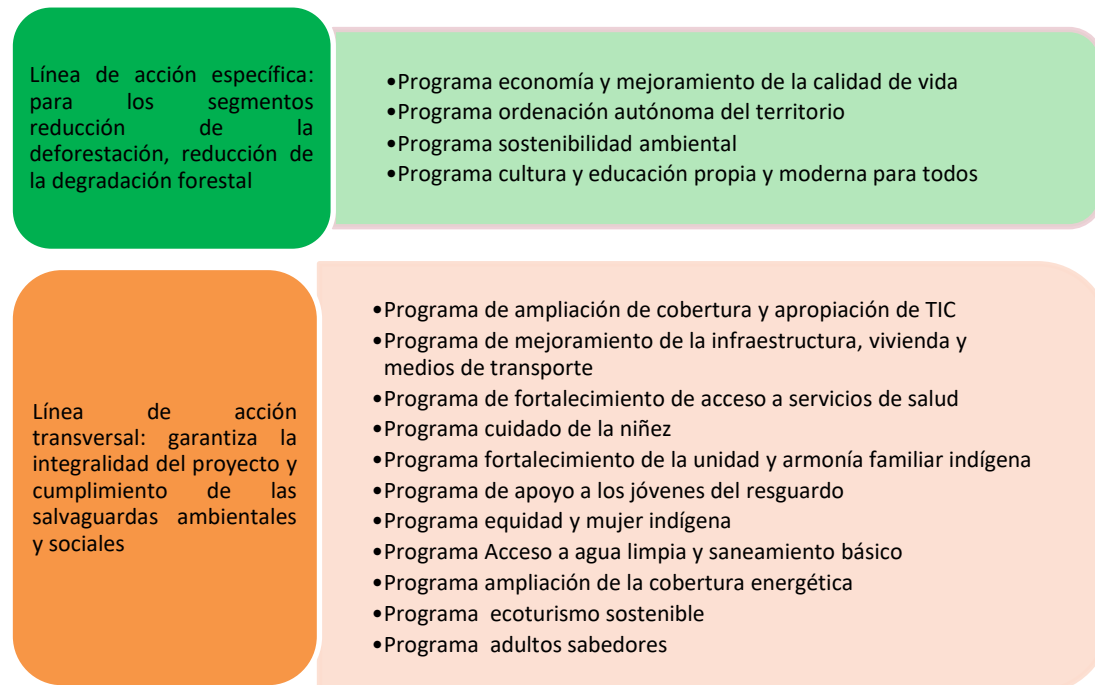 Línea de acción específica:
para los segmentos
reducción de la
deforestación, reducción de
la degradación forestal
•Programa economía y mejoramiento de la calidad de vida
•Programa ordenación autónoma del territorio
•Programa sostenibilidad ambiental
•Programa cultura y educación propia y moderna para todos
Línea de acción
transversal: garantiza la
integralidad del proyecto y
cumplimiento de las
salvaguardas ambientales
y sociales
•Programa de ampliación de cobertura y apropiación de TIC
•Programa de mejoramiento de la infraestructura, vivienda y
medios de transporte
•Programa de fortalecimiento de acceso a servicios de salud
•Programa cuidado de la niñez
•Programa fortalecimiento de la unidad y armonía familiar indígena
•Programa de apoyo a los jóvenes del resguardo
•Programa equidad y mujer indígena
•Programa Acceso a agua limpia y saneamiento básico
•Programa ampliación de la cobertura energética
•Programa ecoturismo sostenible
•Programa adultos sabedores